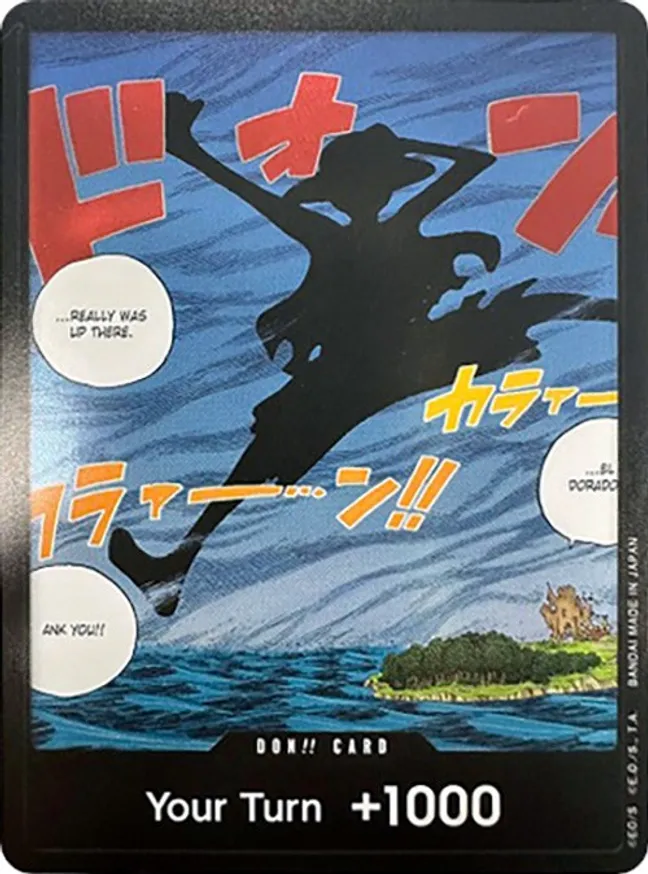 ドォン
...REALLY WAS
UP THERE.
カラァー
カラァー…ン!!
...EL
DORADO
ANK YOU!!
DON!! CARD
Your Turn +1000
©E.O/S ©E.O./S., T.A BANDAI MADE IN JAPAN